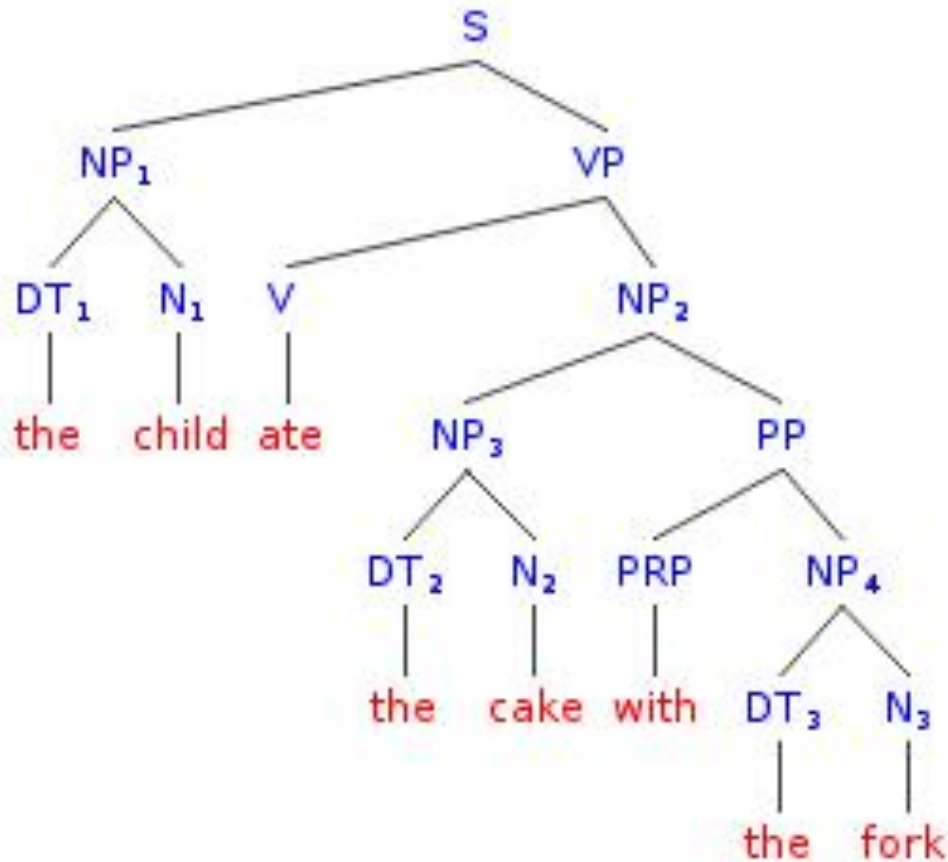 S
NP₁ VP
DT₁ N₁ V NP₂
the child ate NP₃ PP
DT₂ N₂ PRP NP₄
the cake with DT₃ N₃
the fork